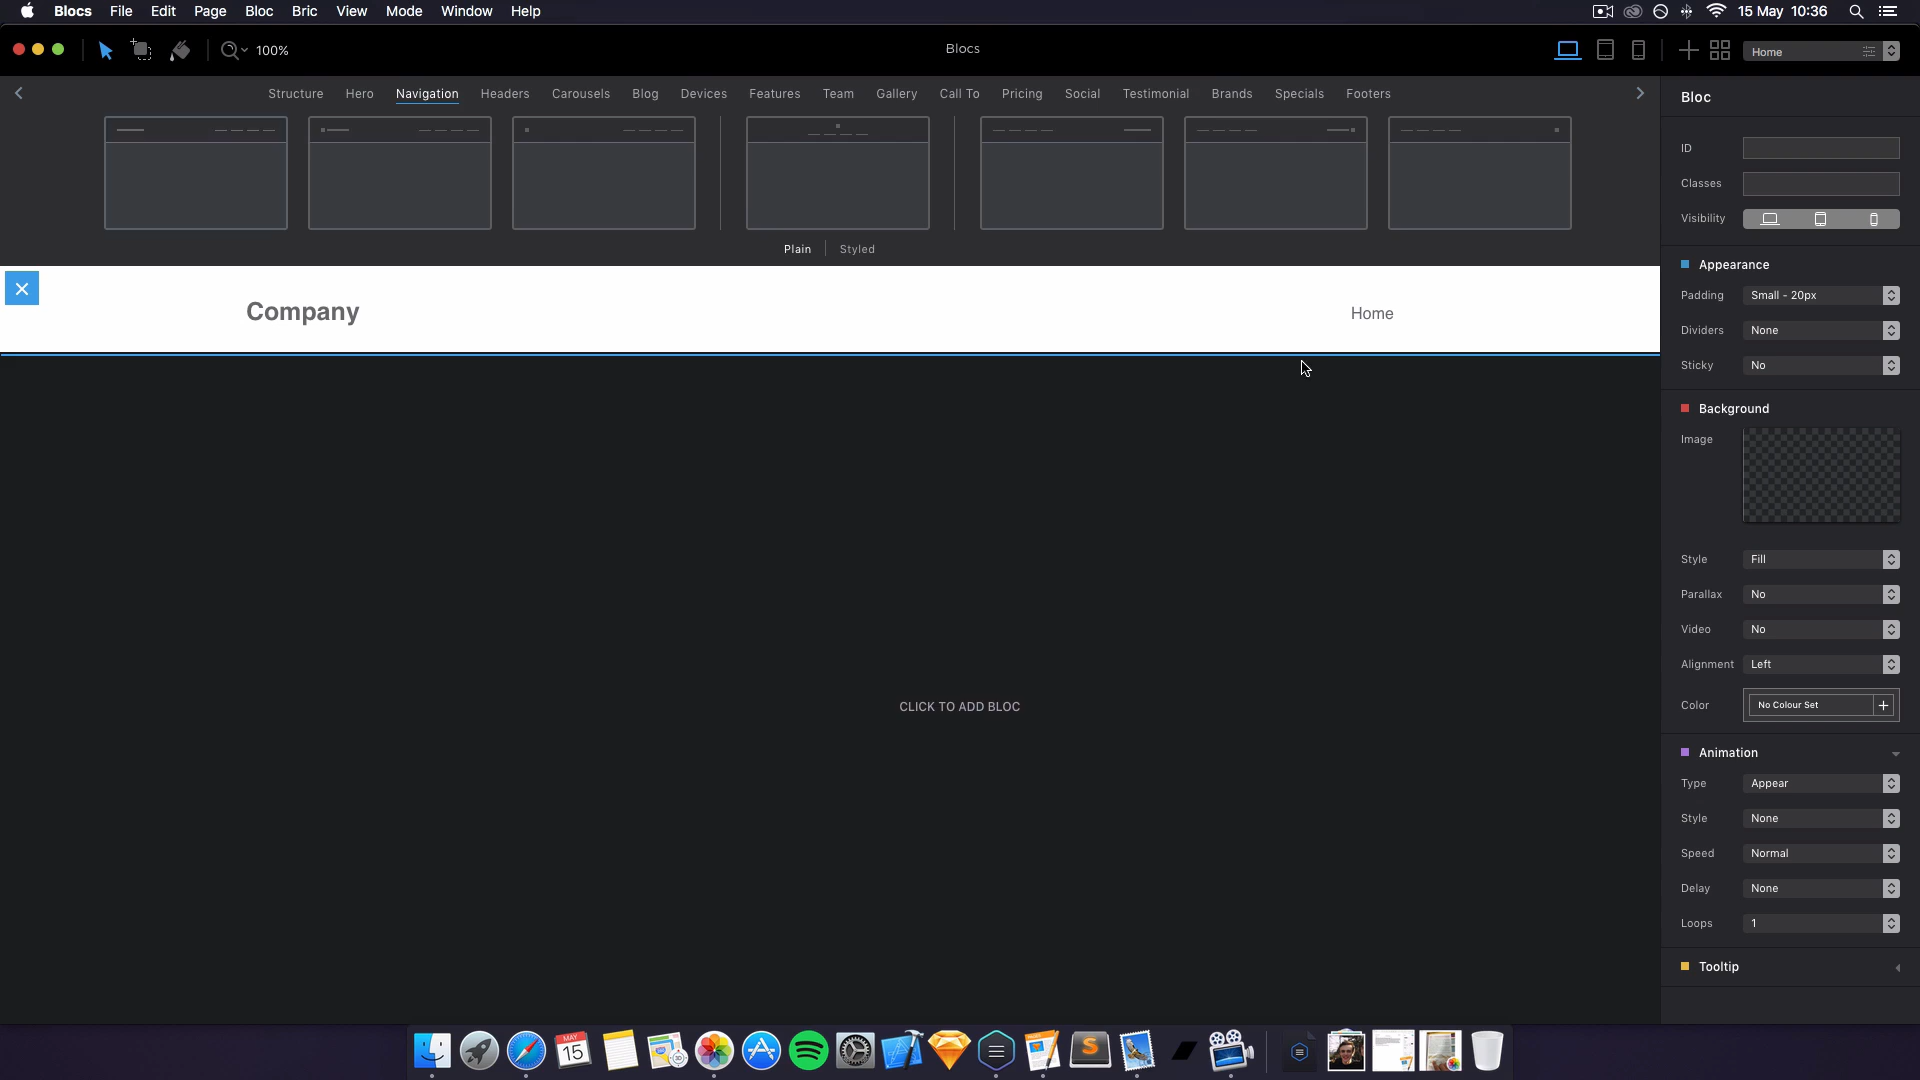 Blocs File Edit Page Bloc Bric View Mode Window Help 15 May 10:36
100% Blocs Home
Structure Hero Navigation Headers Carousels Blog Devices Features Team Gallery Call To Pricing Social Testimonial Brands Specials Footers
Plain Styled
Company Home
CLICK TO ADD BLOC
Bloc
ID
Classes
Visibility
Appearance
Padding Small - 20px
Dividers None
Sticky No
Background
Image
Style Fill
Parallax No
Video No
Alignment Left
Color No Colour Set +
Animation
Type Appear
Style None
Speed Normal
Delay None
Loops 1
Tooltip
MAY
15